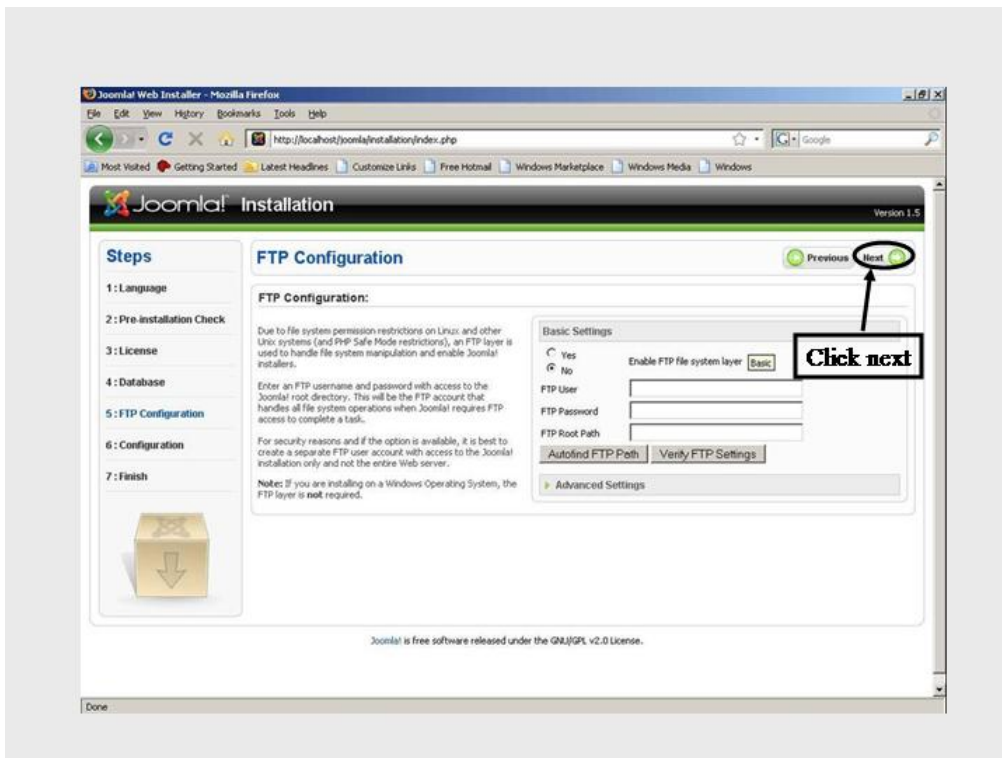 Joomla! Web Installer - Mozilla Firefox
File Edit View History Bookmarks Tools Help
http://localhost/joomla/installation/index.php
Google
Most Visited Getting Started Latest Headlines Customize Links Free Hotmail Windows Marketplace Windows Media Windows
Joomla! Installation
Version 1.5
Steps
1 : Language
2 : Pre-installation Check
3 : License
4 : Database
5 : FTP Configuration
6 : Configuration
7 : Finish
FTP Configuration
Previous
Next
Click next
FTP Configuration:
Due to file system permission restrictions on Linux and other
Unix systems (and PHP Safe Mode restrictions), an FTP layer is
used to handle file system manipulation and enable Joomla!
installers.
Enter an FTP username and password with access to the
Joomla! root directory. This will be the FTP account that
handles all file system operations when Joomla! requires FTP
access to complete a task.
For security reasons and if the option is available, it is best to
create a separate FTP user account with access to the Joomla!
installation only and not the entire Web server.
Note: If you are installing on a Windows Operating System, the
FTP layer is not required.
Basic Settings
Yes
No
Enable FTP file system layer Basic
FTP User
FTP Password
FTP Root Path
Autofind FTP Path Verify FTP Settings
Advanced Settings
Joomla! is free software released under the GNU/GPL v2.0 License.
Done